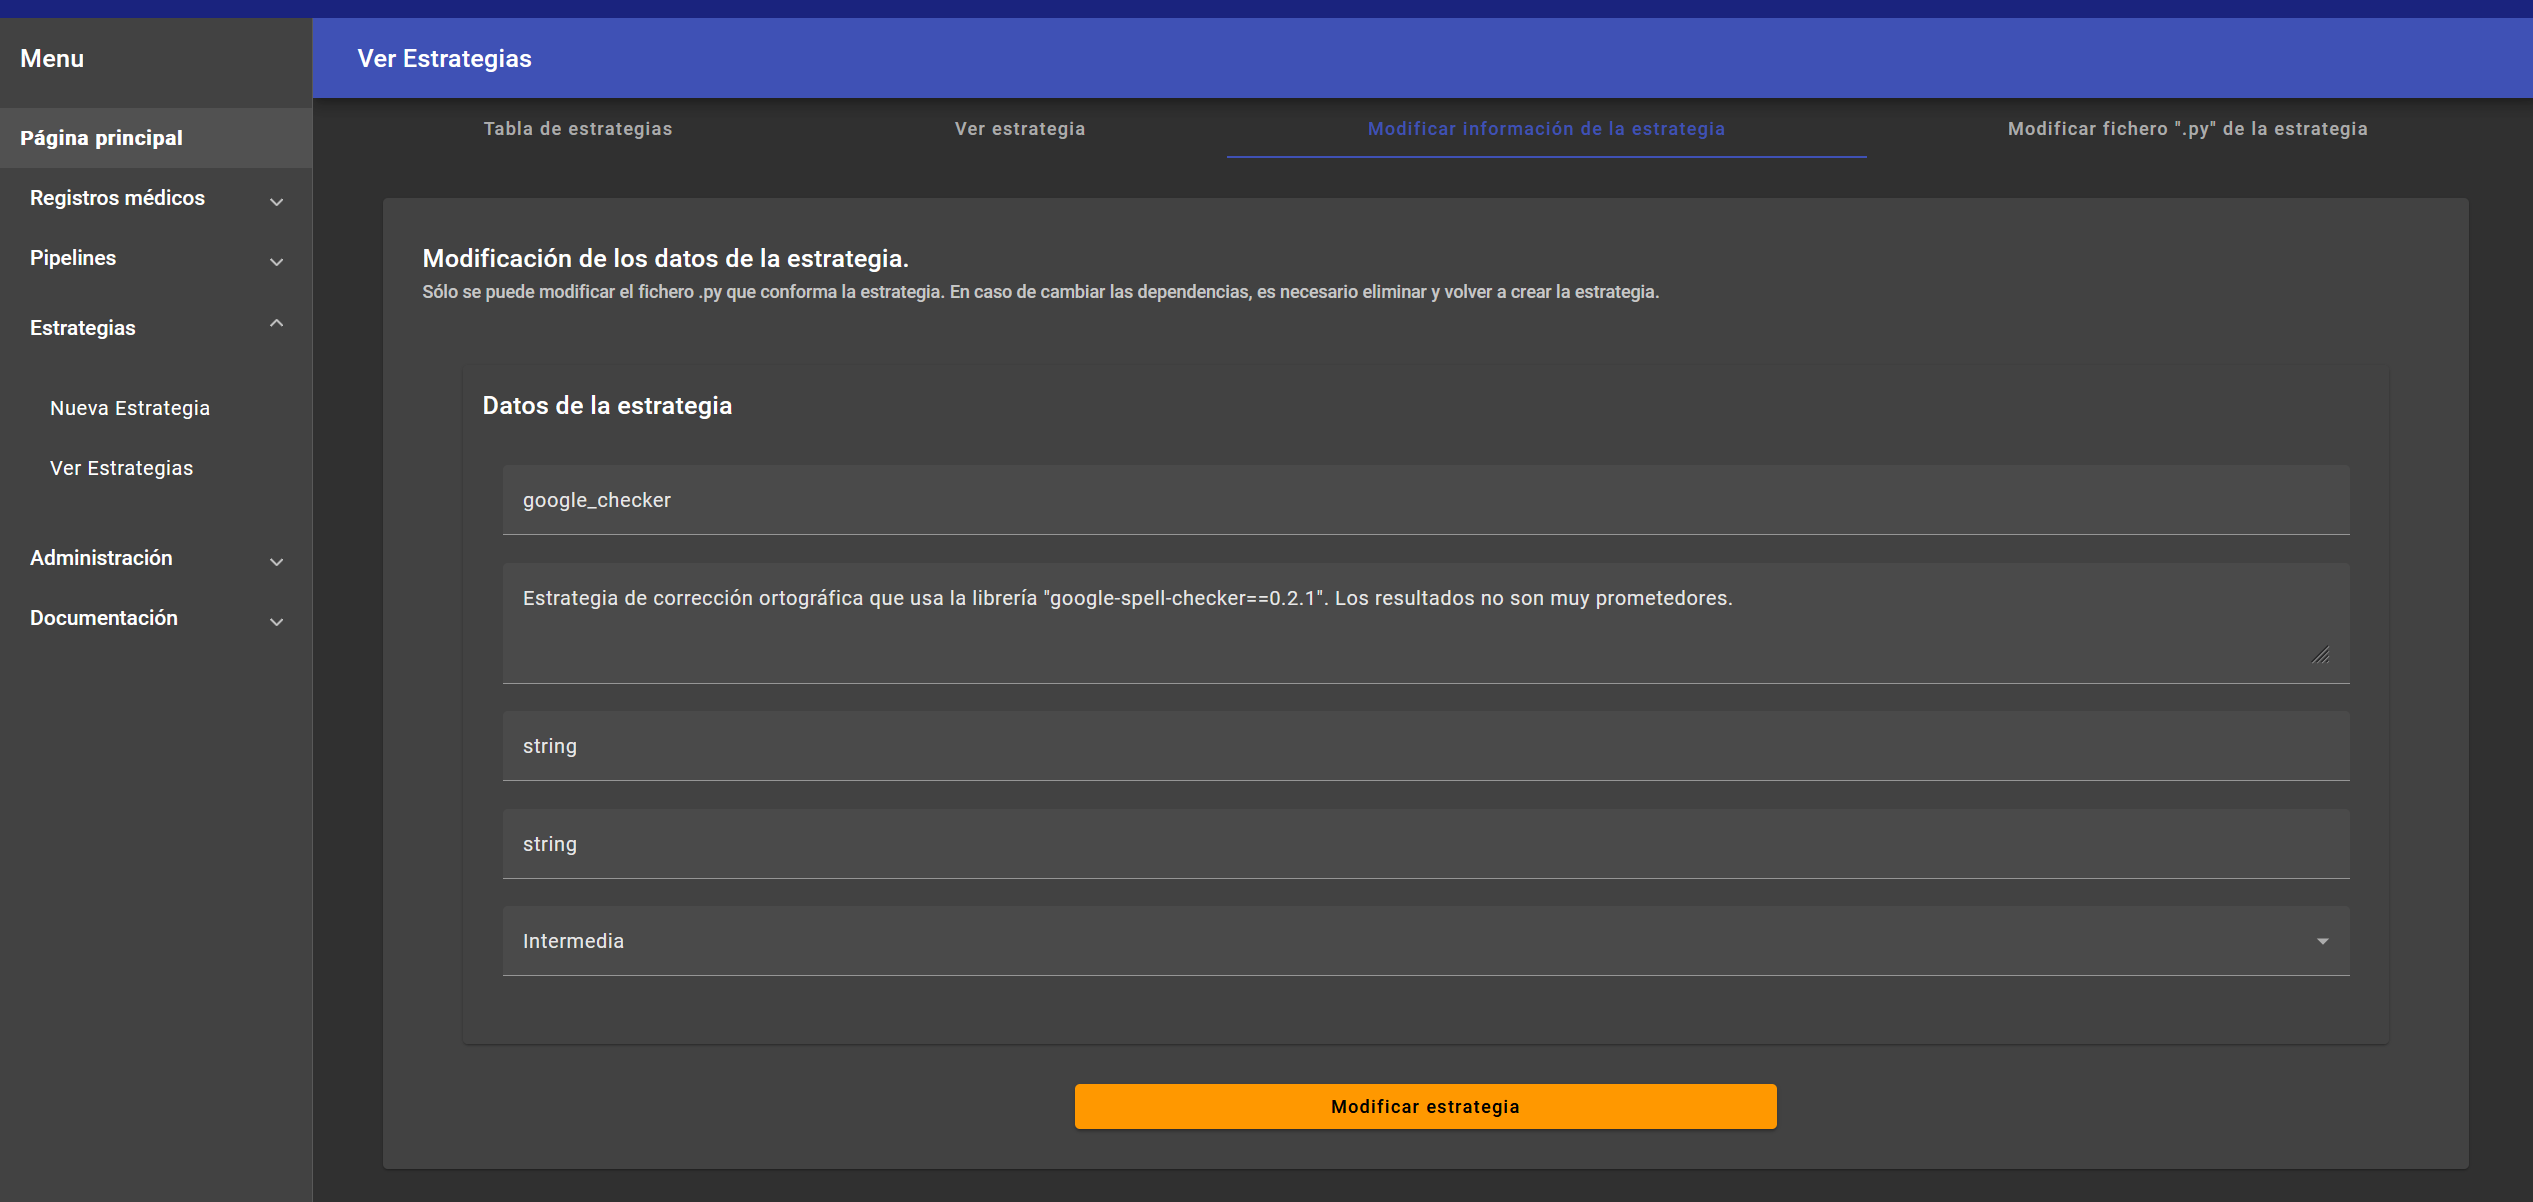 Menu
Página principal
Registros médicos
Pipelines
Estrategias
Nueva Estrategia
Ver Estrategias
Administración
Documentación
Ver Estrategias
Tabla de estrategias
Ver estrategia
Modificar información de la estrategia
Modificar fichero ".py" de la estrategia
Modificación de los datos de la estrategia.
Sólo se puede modificar el fichero .py que conforma la estrategia. En caso de cambiar las dependencias, es necesario eliminar y volver a crear la estrategia.
Datos de la estrategia
google_checker
Estrategia de corrección ortográfica que usa la librería "google-spell-checker==0.2.1". Los resultados no son muy prometedores.
string
string
Intermedia
Modificar estrategia